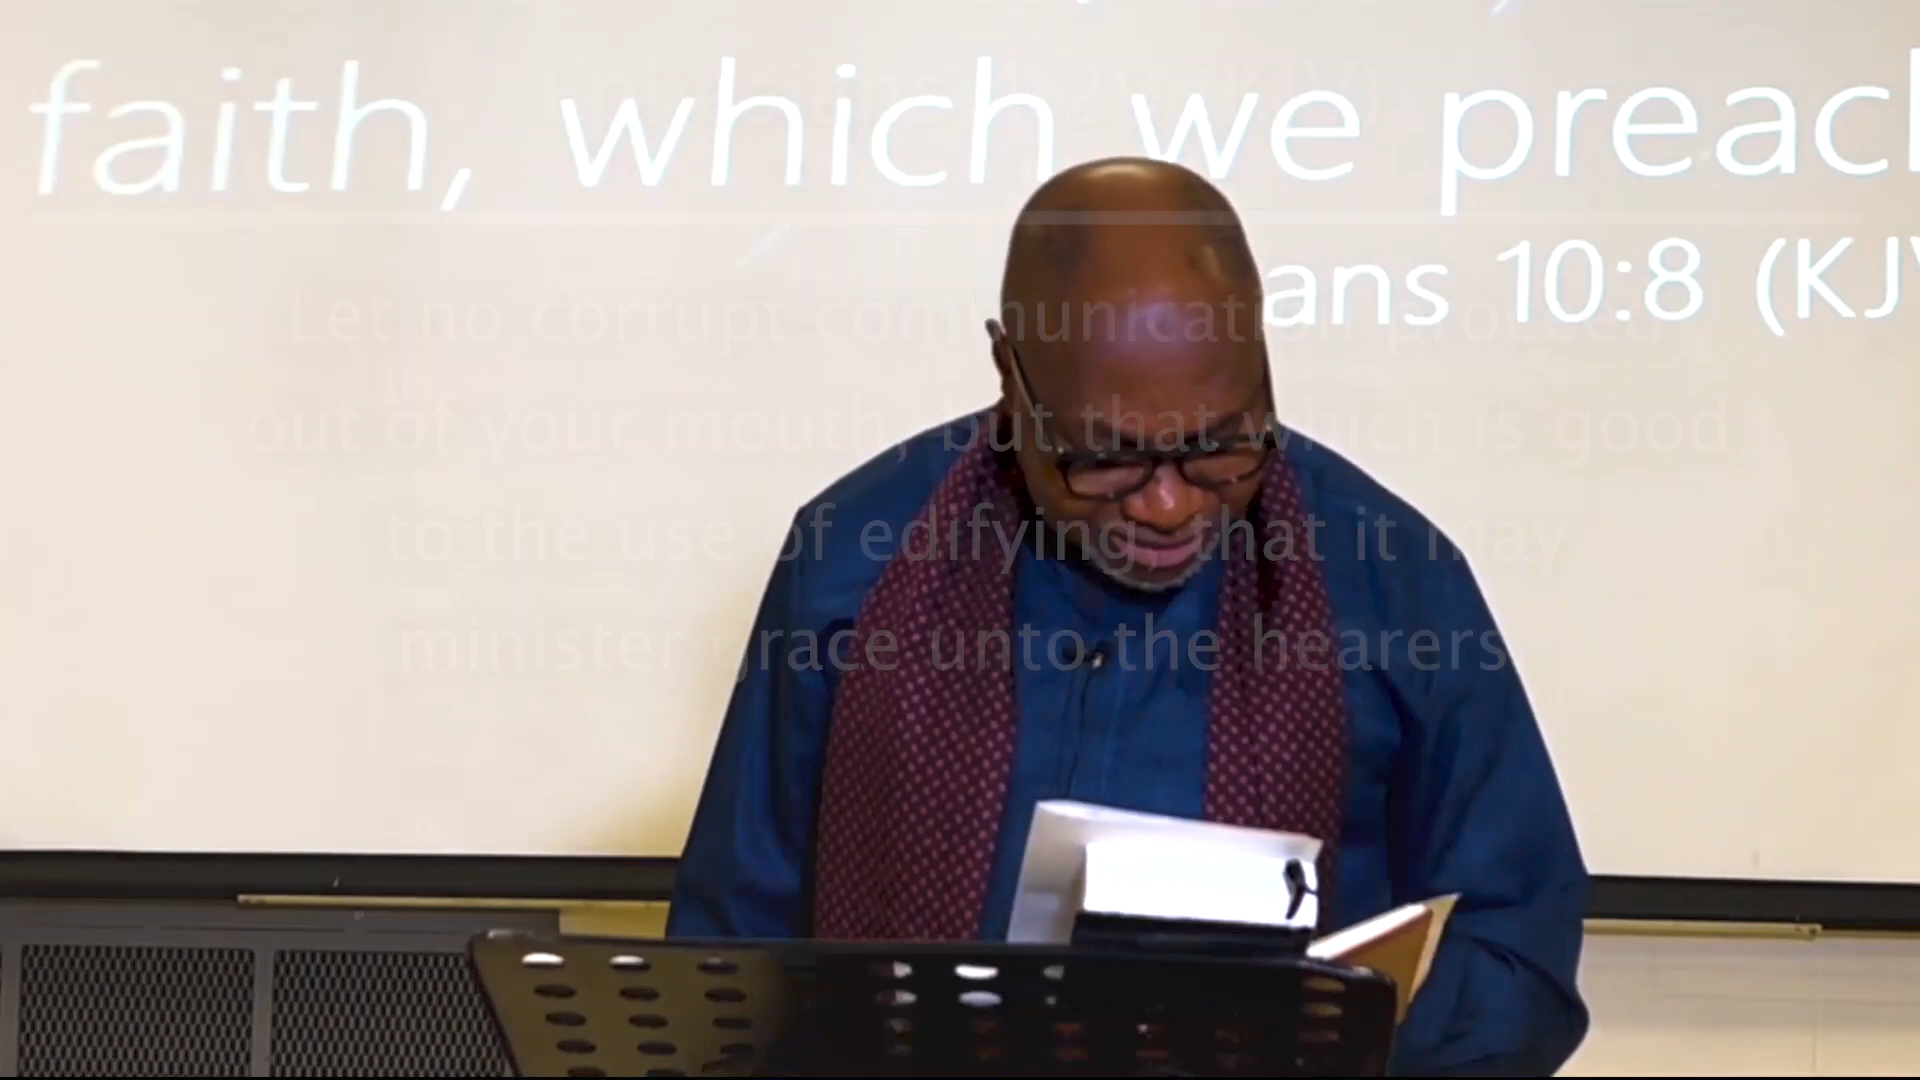 faith, which we preac
ans 10:8 (KJV
Let no corrupt communication proceed
out of your mouth, but that which is good
to the use of edifying, that it may
minister grace unto the hearers